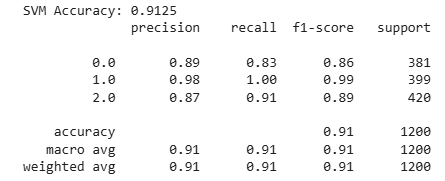 SVM Accuracy: 0.9125
precision recall f1-score support
0.0 0.89 0.83 0.86 381
1.0 0.98 1.00 0.99 399
2.0 0.87 0.91 0.89 420
accuracy 0.91 1200
macro avg 0.91 0.91 0.91 1200
weighted avg 0.91 0.91 0.91 1200